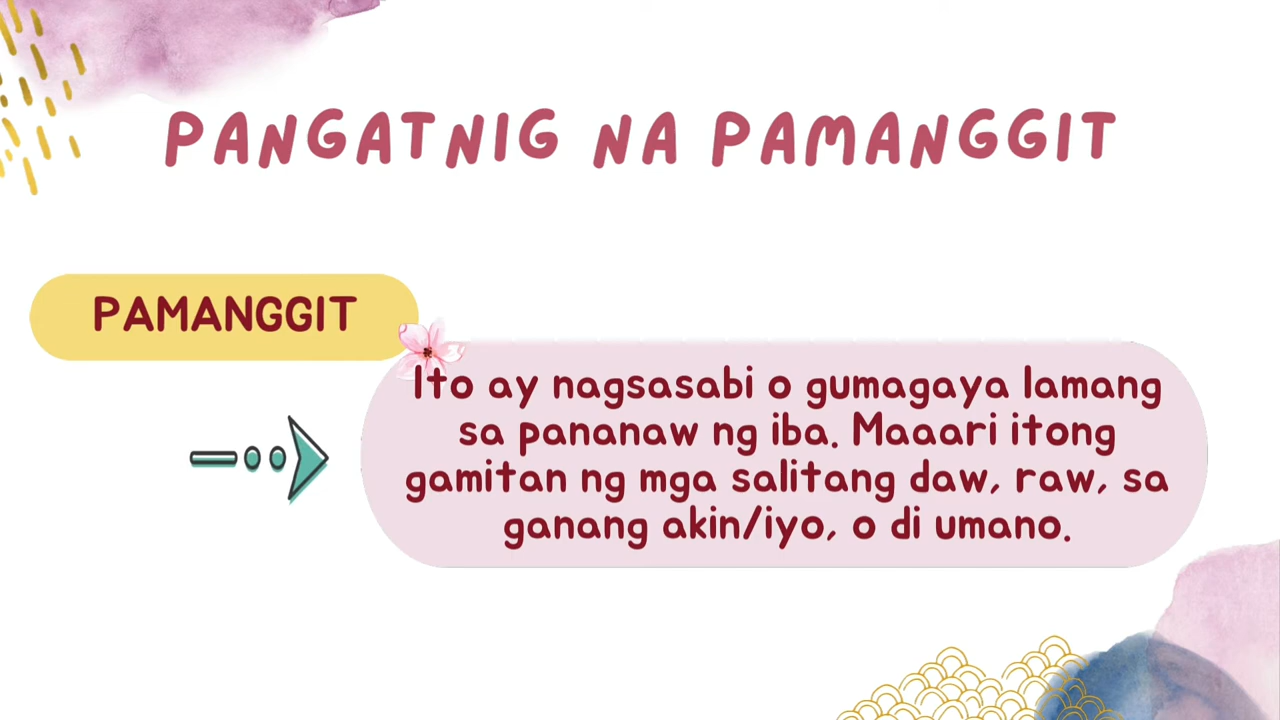 PANGATNIG NA PAMANGGIT
PAMANGGIT
Ito ay nagsasabi o gumagaya lamang
sa pananaw ng iba. Maaari itong
gamitan ng mga salitang daw, raw, sa
ganang akin/iyo, o di umano.